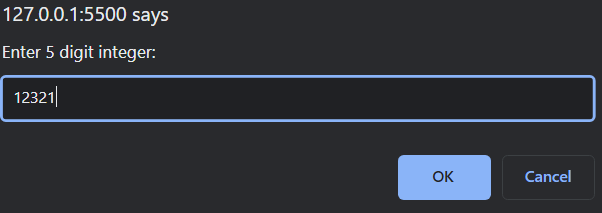 127.0.0.1:5500 says
Enter 5 digit integer:
12321
OK
Cancel